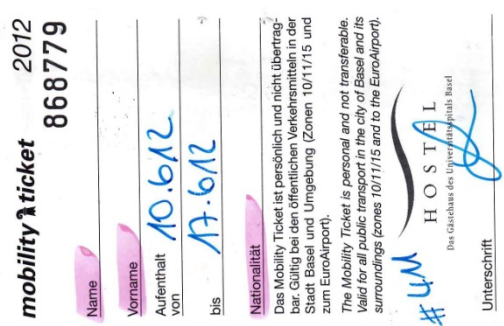 mobility ticket 2012
868779
Name
Vorname
Aufenthalt
von 10.6.12
bis 17.6.12
Nationalität
Das Mobility Ticket ist persönlich und nicht übertrag-
bar. Gültig bei den öffentlichen Verkehrsmitteln in der
Stadt Basel und Umgebung (Zonen 10/11/15 und
zum EuroAirport).
The Mobility Ticket is personal and not transferable.
Valid for all public transport in the city of Basel and its
surroundings (zones 10/11/15 and to the EuroAirport).
# 411
HOSTEL
Das Gästehaus des Universitätsspitals Basel
Unterschrift